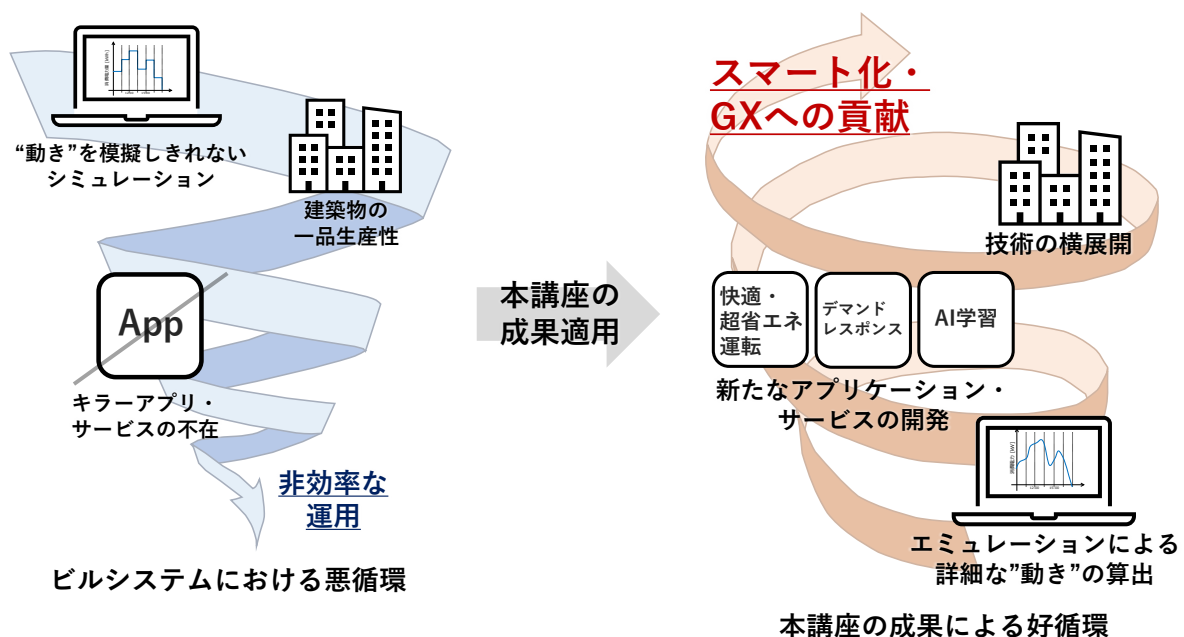 “動き”を模擬しきれない
シミュレーション
建築物の
一品生産性
App
キラーアプリ・
サービスの不在
非効率な
運用
ビルシステムにおける悪循環
本講座の
成果適用
スマート化・
GXへの貢献
技術の横展開
快適・
超省エネ
運転
デマンド
レスポンス
AI学習
新たなアプリケーション・
サービスの開発
消費電力 [kW]
エミュレーションによる
詳細な”動き”の算出
本講座の成果による好循環